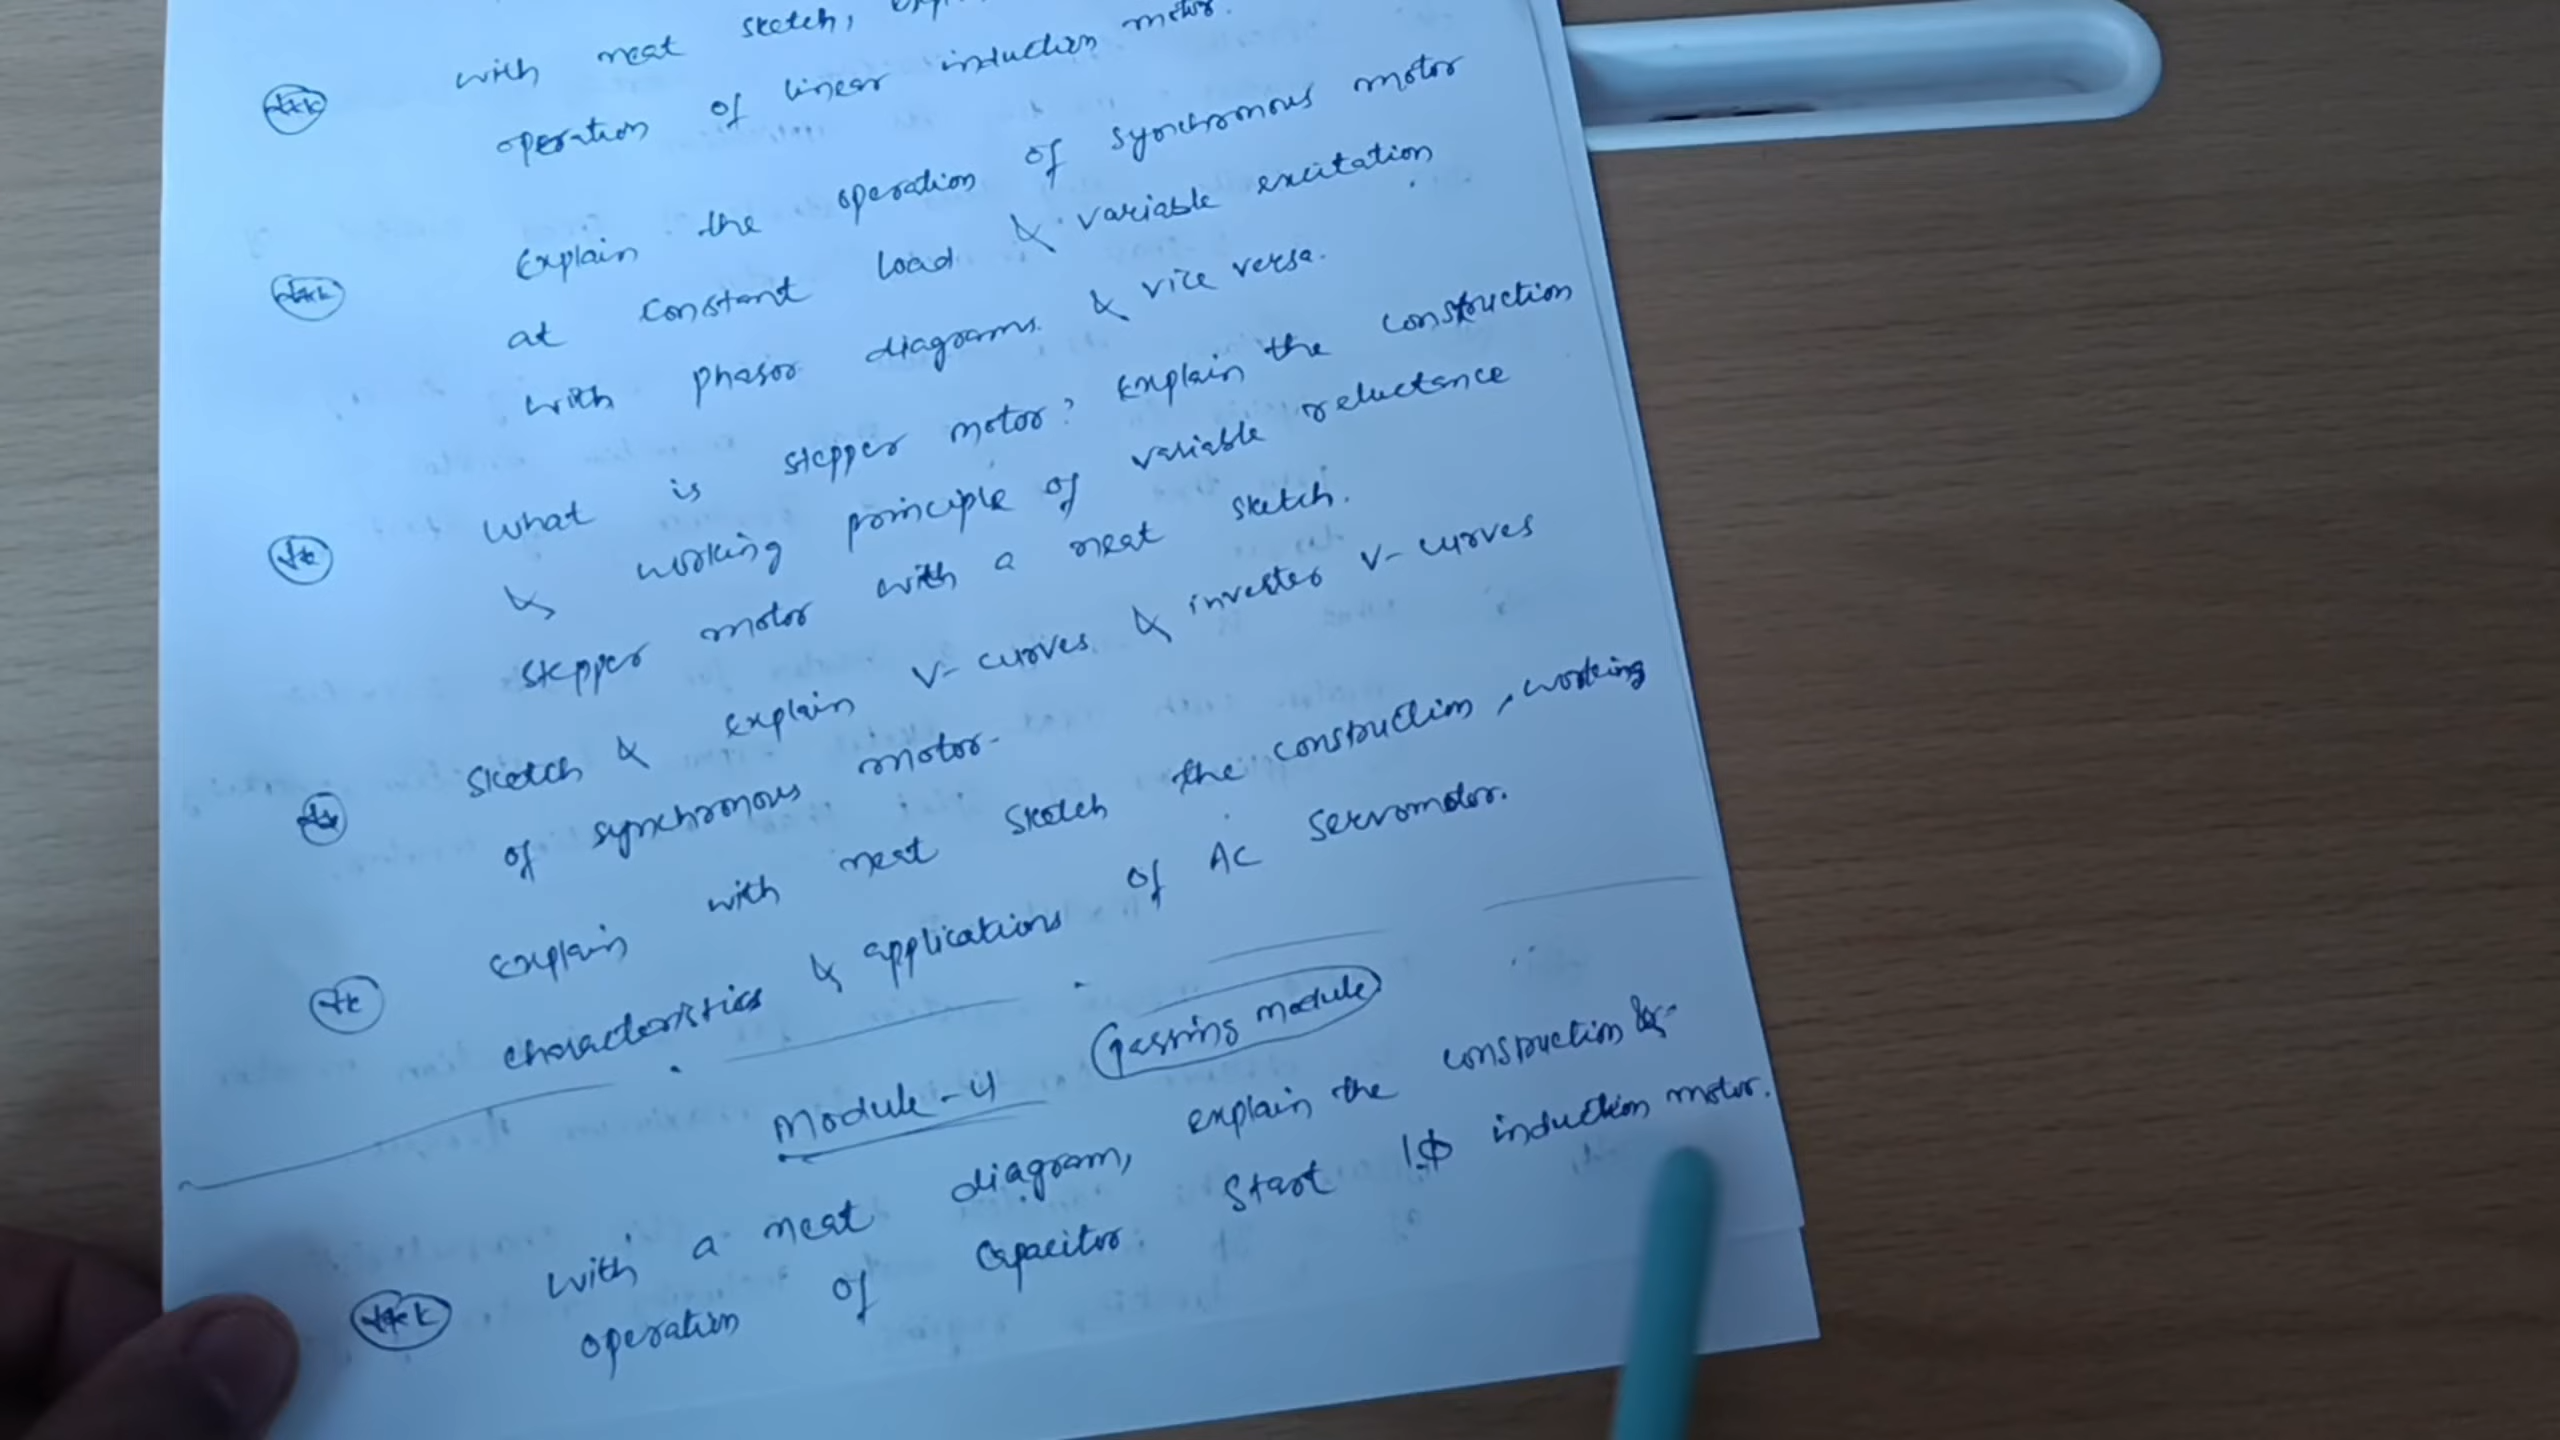 with neat sketch,
operation of linear induction motor.
Explain the operation of synchronous motor
at constant load & variable excitation
with phasor diagrams. & vice versa.
What is stepper motor? Explain the construction
& working principle of variable reluctance
stepper motor with a neat sketch.
Sketch & explain V- curves & inverter V- curves
of synchronous motor.
Explain with neat sketch the construction, working
characteristics & applications of AC servomotor.
Module-4 Passing module
With a neat diagram, explain the construction &
operation of capacitor start 1.ϕ induction motor.